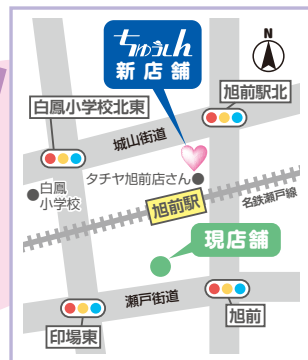 ちゅうしん
新店舗
N
旭前駅北
白鳳小学校北東
城山街道
タチヤ旭前店さん
白鳳
小学校
旭前駅
名鉄瀬戸線
現店舗
瀬戸街道
旭前
印場東